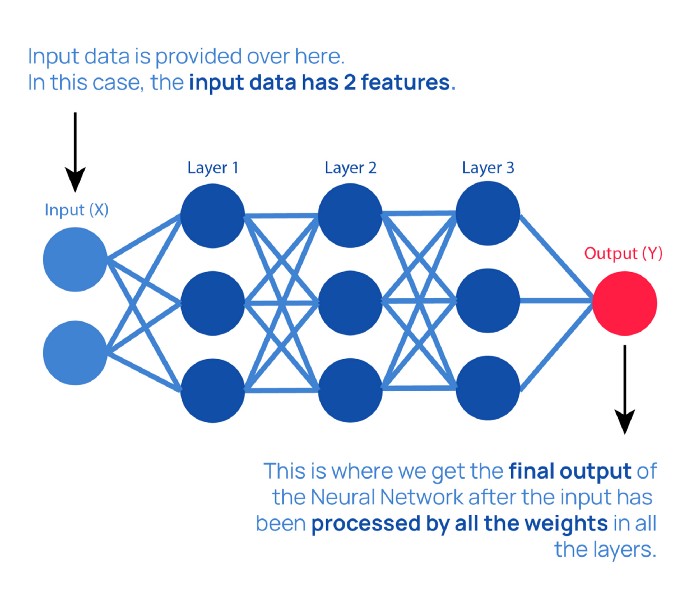 Input data is provided over here.
In this case, the input data has 2 features.
Layer 1
Layer 2
Layer 3
Input (X)
Output (Y)
This is where we get the final output of
the Neural Network after the input has
been processed by all the weights in all
the layers.